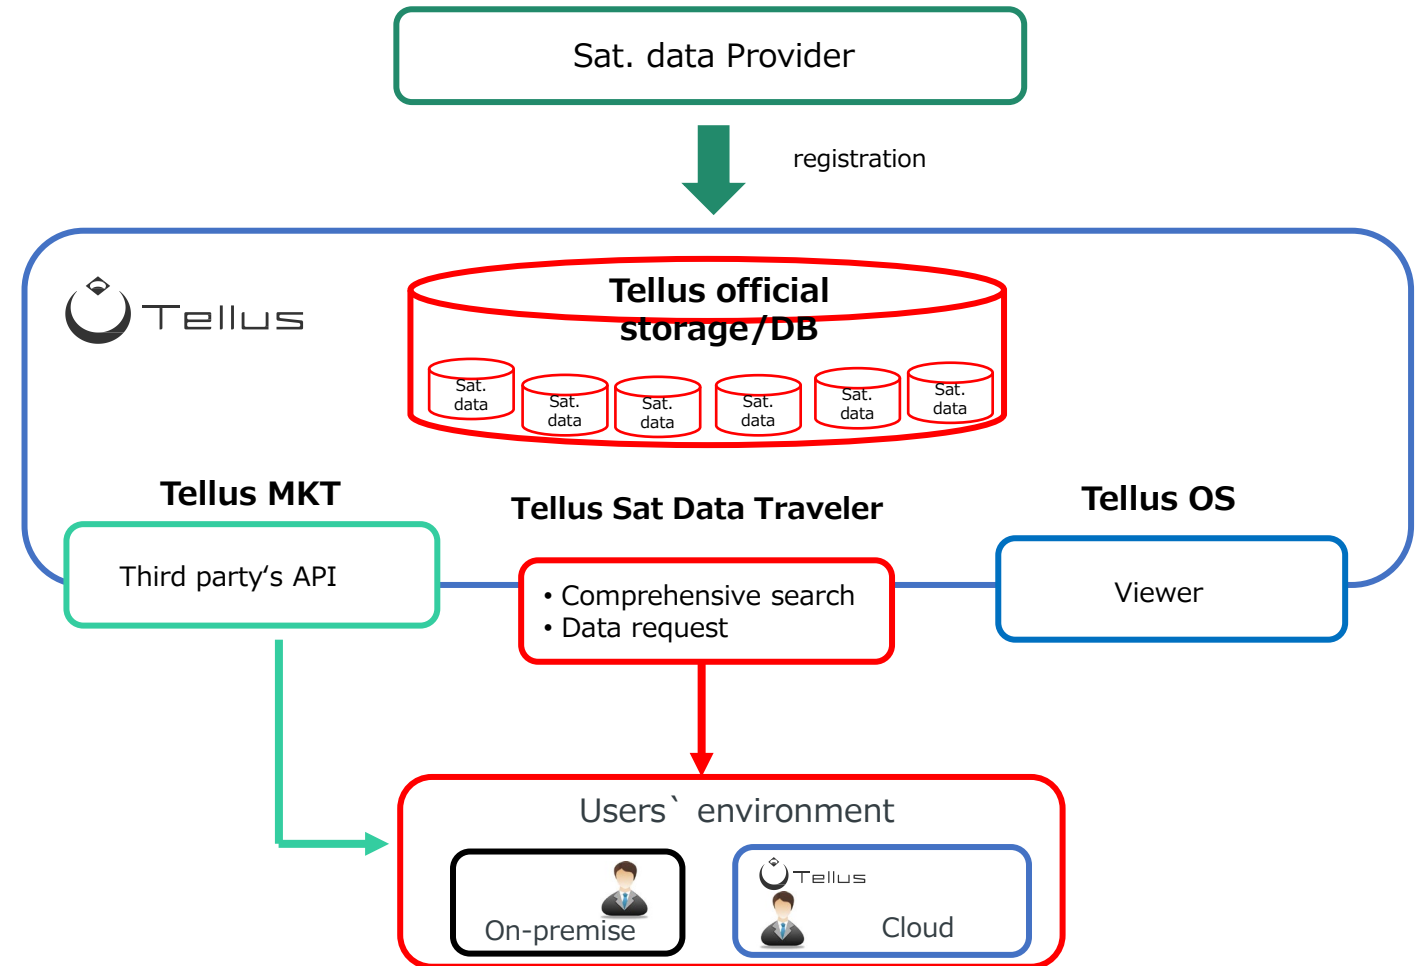 Sat. data Provider
registration
Tellus
Tellus official
storage/DB
Sat.
data
Sat.
data
Sat.
data
Sat.
data
Sat.
data
Sat.
data
Tellus MKT
Tellus Sat Data Traveler
Tellus OS
Third party‘s API
• Comprehensive search
• Data request
Viewer
Users` environment
On-premise
Tellus
Cloud